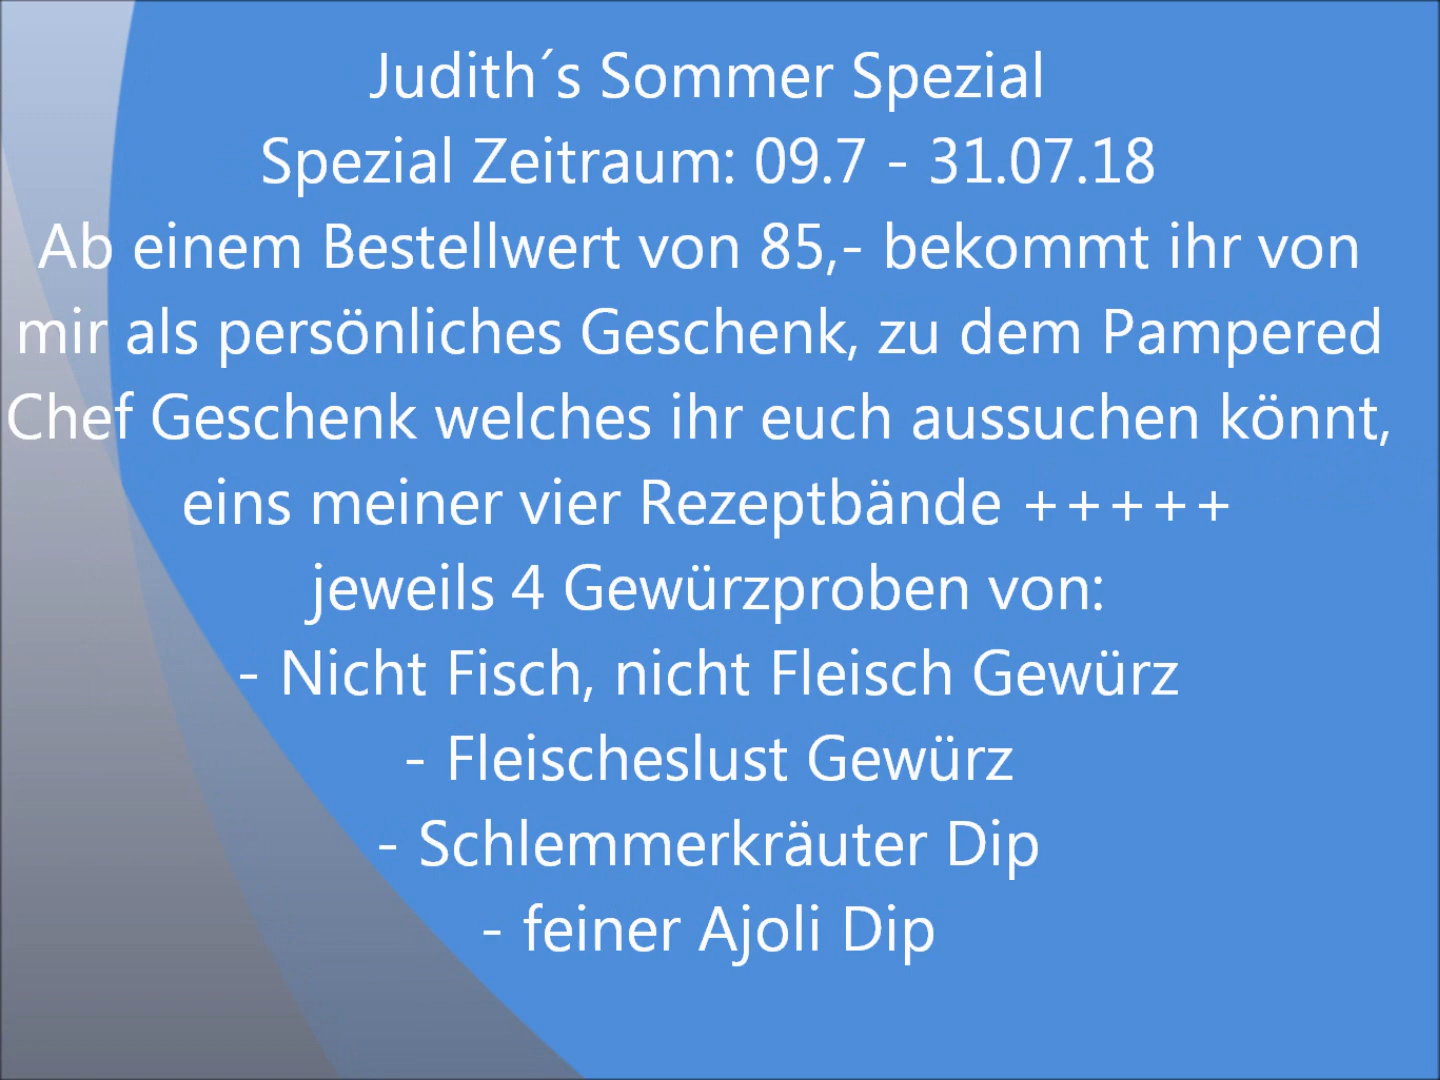 Judith´s Sommer Spezial
Spezial Zeitraum: 09.7 - 31.07.18
Ab einem Bestellwert von 85,- bekommt ihr von
mir als persönliches Geschenk, zu dem Pampered
Chef Geschenk welches ihr euch aussuchen könnt,
eins meiner vier Rezeptbände +++++
jeweils 4 Gewürzproben von:
- Nicht Fisch, nicht Fleisch Gewürz
- Fleischeslust Gewürz
- Schlemmerkräuter Dip
- feiner Ajoli Dip